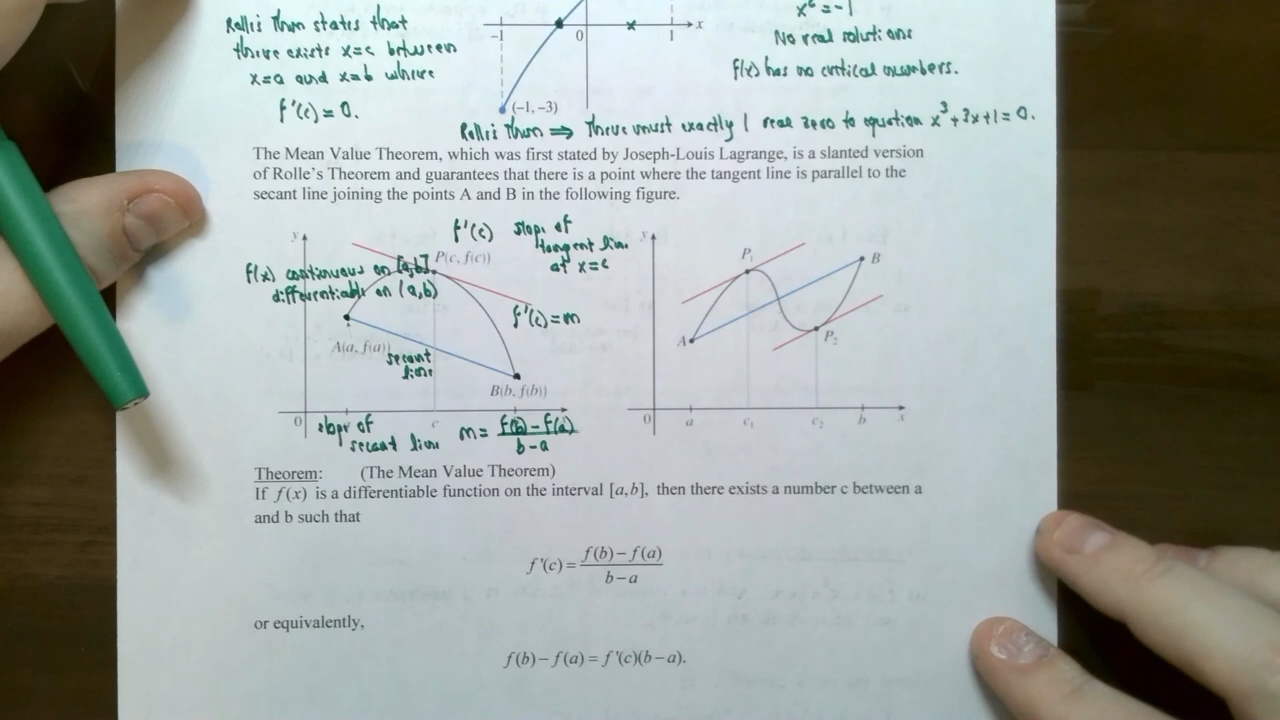 Rolle's Thm states that
there exists x=c between
x=a and x=b where
f'(c) = 0.
-1 0 1 x
(-1, -3)
x² = -1
No real solutions
f(x) has no critical numbers.
Rolle's Thm ⟹ There must exactly 1 real zero to equation x³+3x+1=0.
The Mean Value Theorem, which was first stated by Joseph-Louis Lagrange, is a slanted version
of Rolle's Theorem and guarantees that there is a point where the tangent line is parallel to the
secant line joining the points A and B in the following figure.
y
f'(c) slope of
tangent line
at x=c
P(c, f(c))
f(x) continuous on [a,b]
differentiable on (a,b)
f'(c)=m
A(a, f(a))
secant
line
B(b, f(b))
0 c
slope of
secant line m = f(b)-f(a)
b-a
y
P₁
B
A
P₂
0 a c₁ c₂ b x
Theorem: (The Mean Value Theorem)
If f(x) is a differentiable function on the interval [a,b], then there exists a number c between a
and b such that
f'(c) = f(b)−f(a)
b−a
or equivalently,
f(b)−f(a) = f'(c)(b−a).